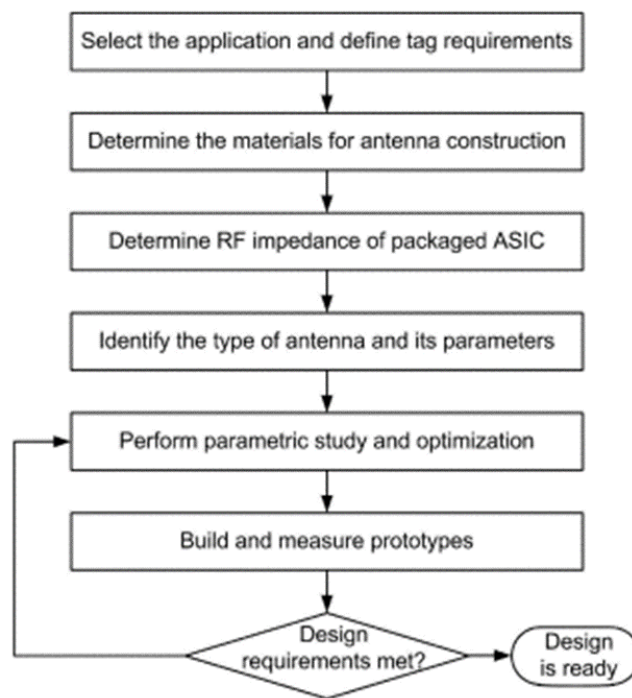 Select the application and define tag requirements
Determine the materials for antenna construction
Determine RF impedance of packaged ASIC
Identify the type of antenna and its parameters
Perform parametric study and optimization
Build and measure prototypes
Design
requirements met?
Design
is ready